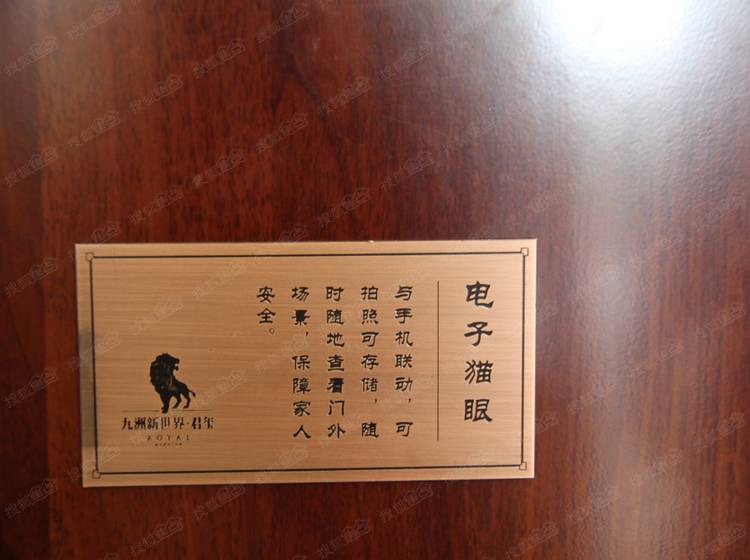 电子猫眼
与手机联动，可
拍照可存储，随
时随地查看门外
场景，保障家人
安全。
九洲新世界·君玺
ROYAL